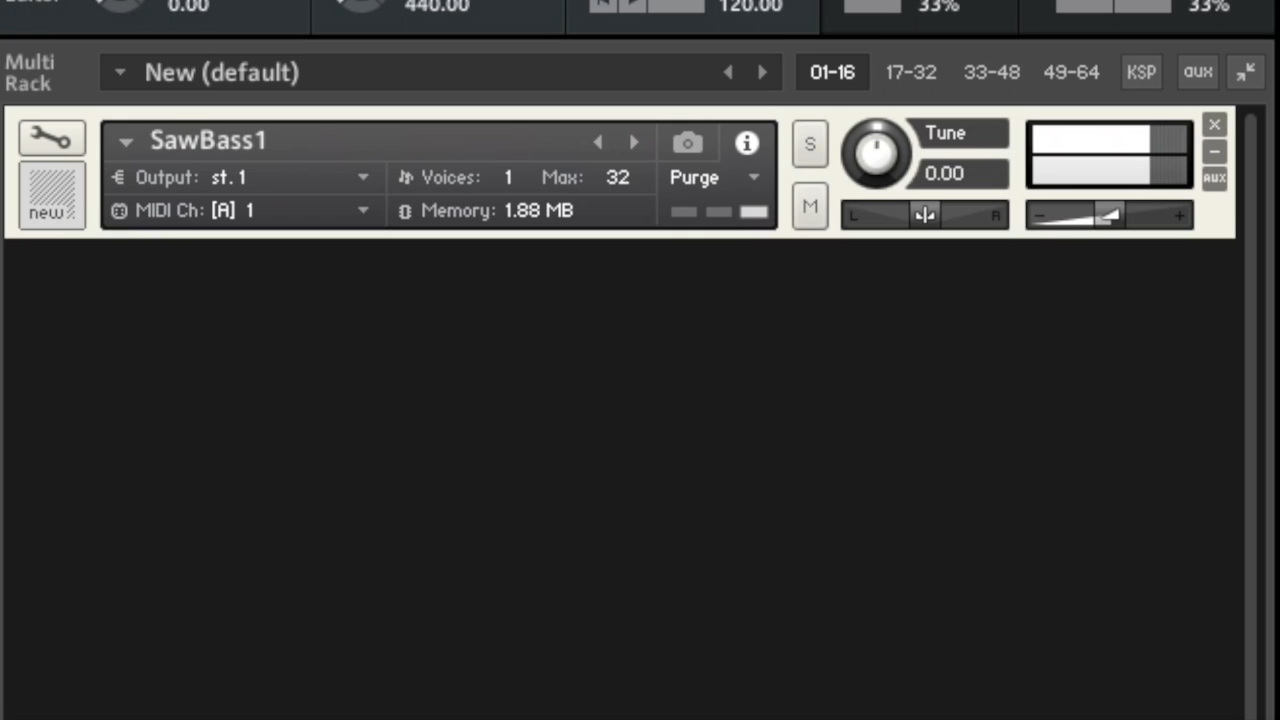 0.00 440.00 120.00 33% 33%
Multi
Rack
New (default)
01-16 17-32 33-48 49-64 KSP aux
SawBass1
Output: st. 1
Voices: 1 Max: 32
Purge
MIDI Ch: [A] 1
Memory: 1.88 MB
new
S
M
Tune
0.00
L R
- +
×
-
AUX